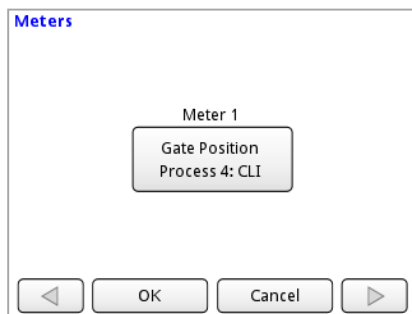 Meters
Meter 1
Gate Position
Process 4: CLI
OK
Cancel